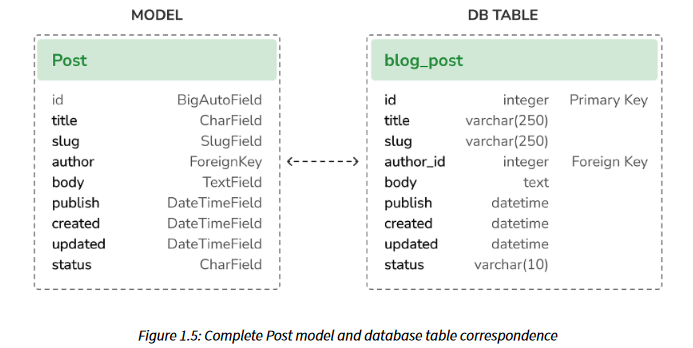 MODEL DB TABLE
Post blog_post
id BigAutoField id integer Primary Key
title CharField title varchar(250)
slug SlugField slug varchar(250)
author ForeignKey author_id integer Foreign Key
body TextField body text
publish DateTimeField publish datetime
created DateTimeField created datetime
updated DateTimeField updated datetime
status CharField status varchar(10)
Figure 1.5: Complete Post model and database table correspondence